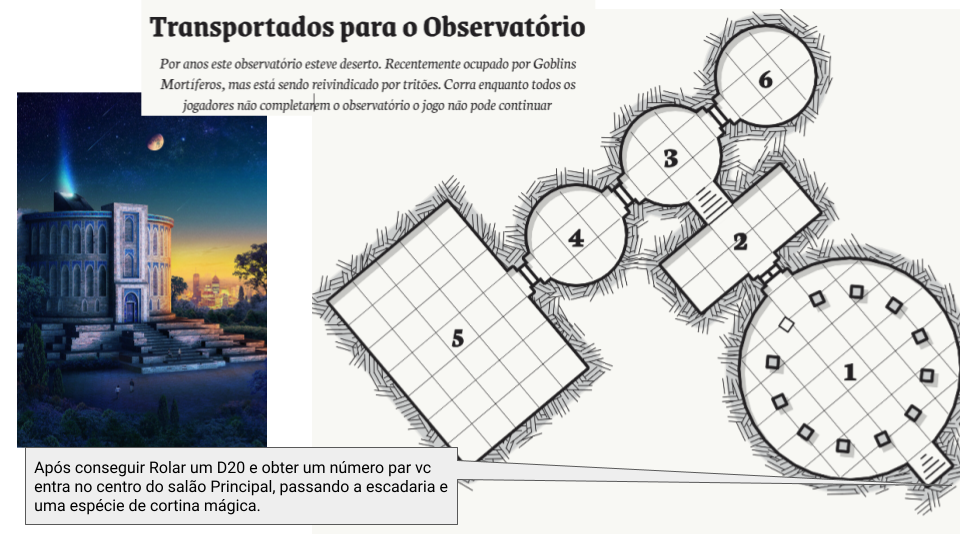 Transportados para o Observatório
Por anos este observatório esteve deserto. Recentemente ocupado por Goblins
Mortíferos, mas está sendo reivindicado por tritões. Corra enquanto todos os
jogadores não completarem o observatório o jogo não pode continuar
6
3
4
2
5
1
Após conseguir Rolar um D20 e obter um número par vc
entra no centro do salão Principal, passando a escadaria e
uma espécie de cortina mágica.